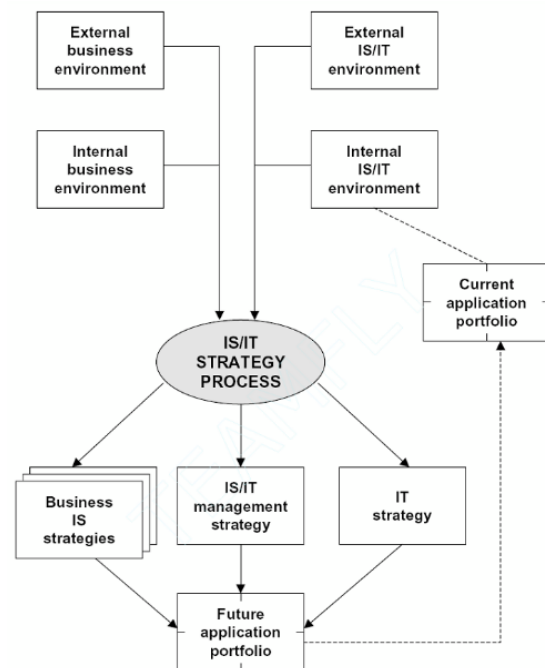 External
business
environment
External
IS/IT
environment
Internal
business
environment
Internal
IS/IT
environment
Current
application
portfolio
IS/IT
STRATEGY
PROCESS
Business
IS
strategies
IS/IT
management
strategy
IT
strategy
Future
application
portfolio
TEAMFLY